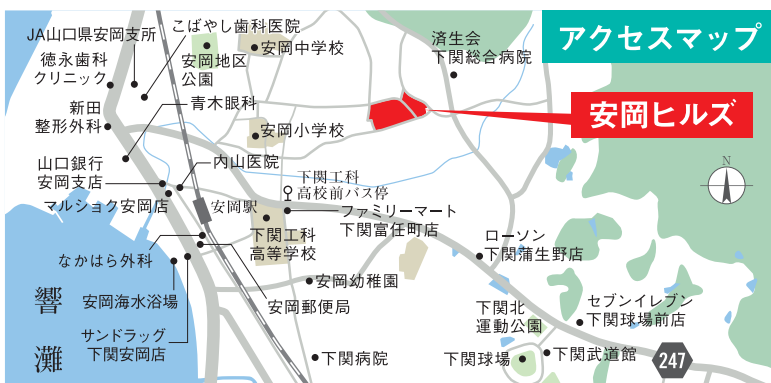 アクセスマップ
安岡ヒルズ
こばやし歯科医院
JA山口県安岡支所
徳永歯科
クリニック
新田
整形外科
安岡地区
公園
安岡中学校
済生会
下関総合病院
青木眼科
安岡小学校
山口銀行
安岡支店
内山医院
マルショク安岡店
下関工科
高校前バス停
安岡駅
ファミリーマート
下関富任町店
下関工科
高等学校
なかはら外科
ローソン
下関蒲生野店
安岡幼稚園
安岡海水浴場
安岡郵便局
サンドラッグ
下関安岡店
響灘
下関病院
下関北
運動公園
セブンイレブン
下関球場前店
下関球場
下関武道館
247
N